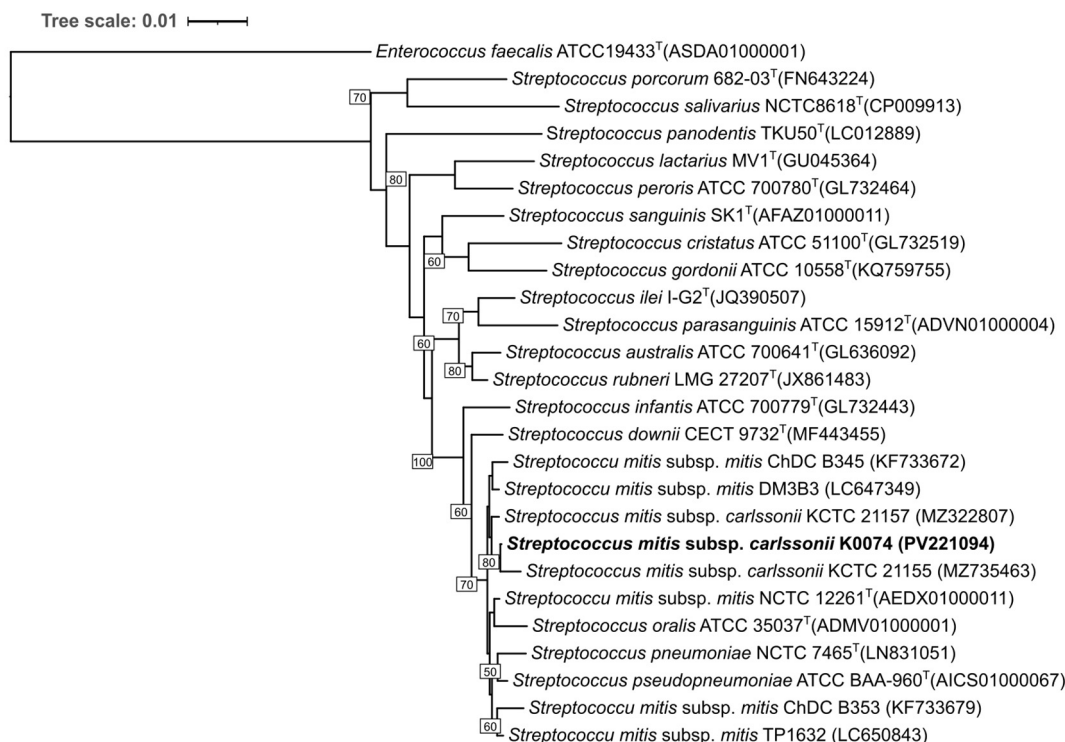 Tree scale: 0.01
Enterococcus faecalis ATCC19433ᵀ(ASDA01000001)
70
Streptococcus porcorum 682-03ᵀ(FN643224)
Streptococcus salivarius NCTC8618ᵀ(CP009913)
Streptococcus panodentis TKU50ᵀ(LC012889)
Streptococcus lactarius MV1ᵀ(GU045364)
80
Streptococcus peroris ATCC 700780ᵀ(GL732464)
Streptococcus sanguinis SK1ᵀ(AFAZ01000011)
Streptococcus cristatus ATCC 51100ᵀ(GL732519)
60
Streptococcus gordonii ATCC 10558ᵀ(KQ759755)
Streptococcus ilei I-G2ᵀ(JQ390507)
70
Streptococcus parasanguinis ATCC 15912ᵀ(ADVN01000004)
60
Streptococcus australis ATCC 700641ᵀ(GL636092)
80
Streptococcus rubneri LMG 27207ᵀ(JX861483)
Streptococcus infantis ATCC 700779ᵀ(GL732443)
Streptococcus downii CECT 9732ᵀ(MF443455)
100
Streptococcu mitis subsp. mitis ChDC B345 (KF733672)
Streptococcu mitis subsp. mitis DM3B3 (LC647349)
60
Streptococcus mitis subsp. carlssonii KCTC 21157 (MZ322807)
Streptococcus mitis subsp. carlssonii K0074 (PV221094)
80
Streptococcus mitis subsp. carlssonii KCTC 21155 (MZ735463)
70
Streptococcu mitis subsp. mitis NCTC 12261ᵀ(AEDX01000011)
Streptococcus oralis ATCC 35037ᵀ(ADMV01000001)
Streptococcus pneumoniae NCTC 7465ᵀ(LN831051)
50
Streptococcus pseudopneumoniae ATCC BAA-960ᵀ(AICS01000067)
Streptococcu mitis subsp. mitis ChDC B353 (KF733679)
60
Streptococcu mitis subsp. mitis TP1632 (LC650843)